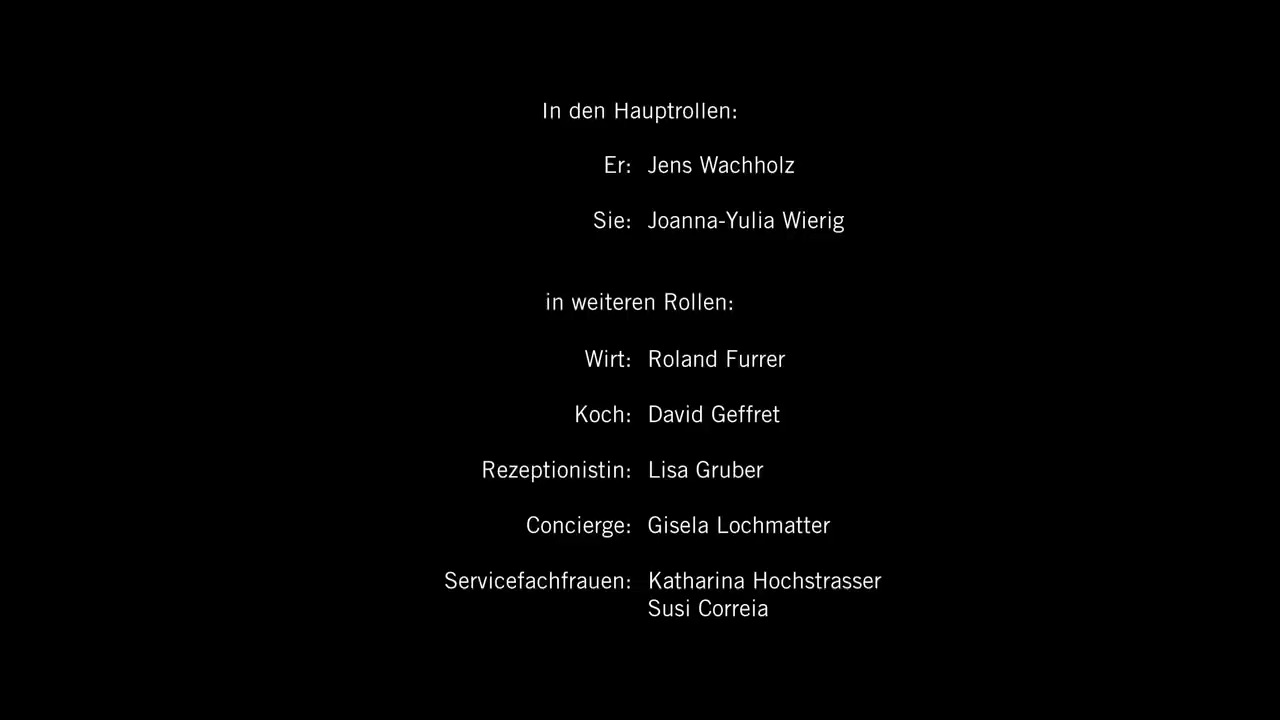 In den Hauptrollen:
Er: Jens Wachholz
Sie: Joanna-Yulia Wierig
in weiteren Rollen:
Wirt: Roland Furrer
Koch: David Geffret
Rezeptionistin: Lisa Gruber
Concierge: Gisela Lochmatter
Servicefachfrauen: Katharina Hochstrasser
Susi Correia